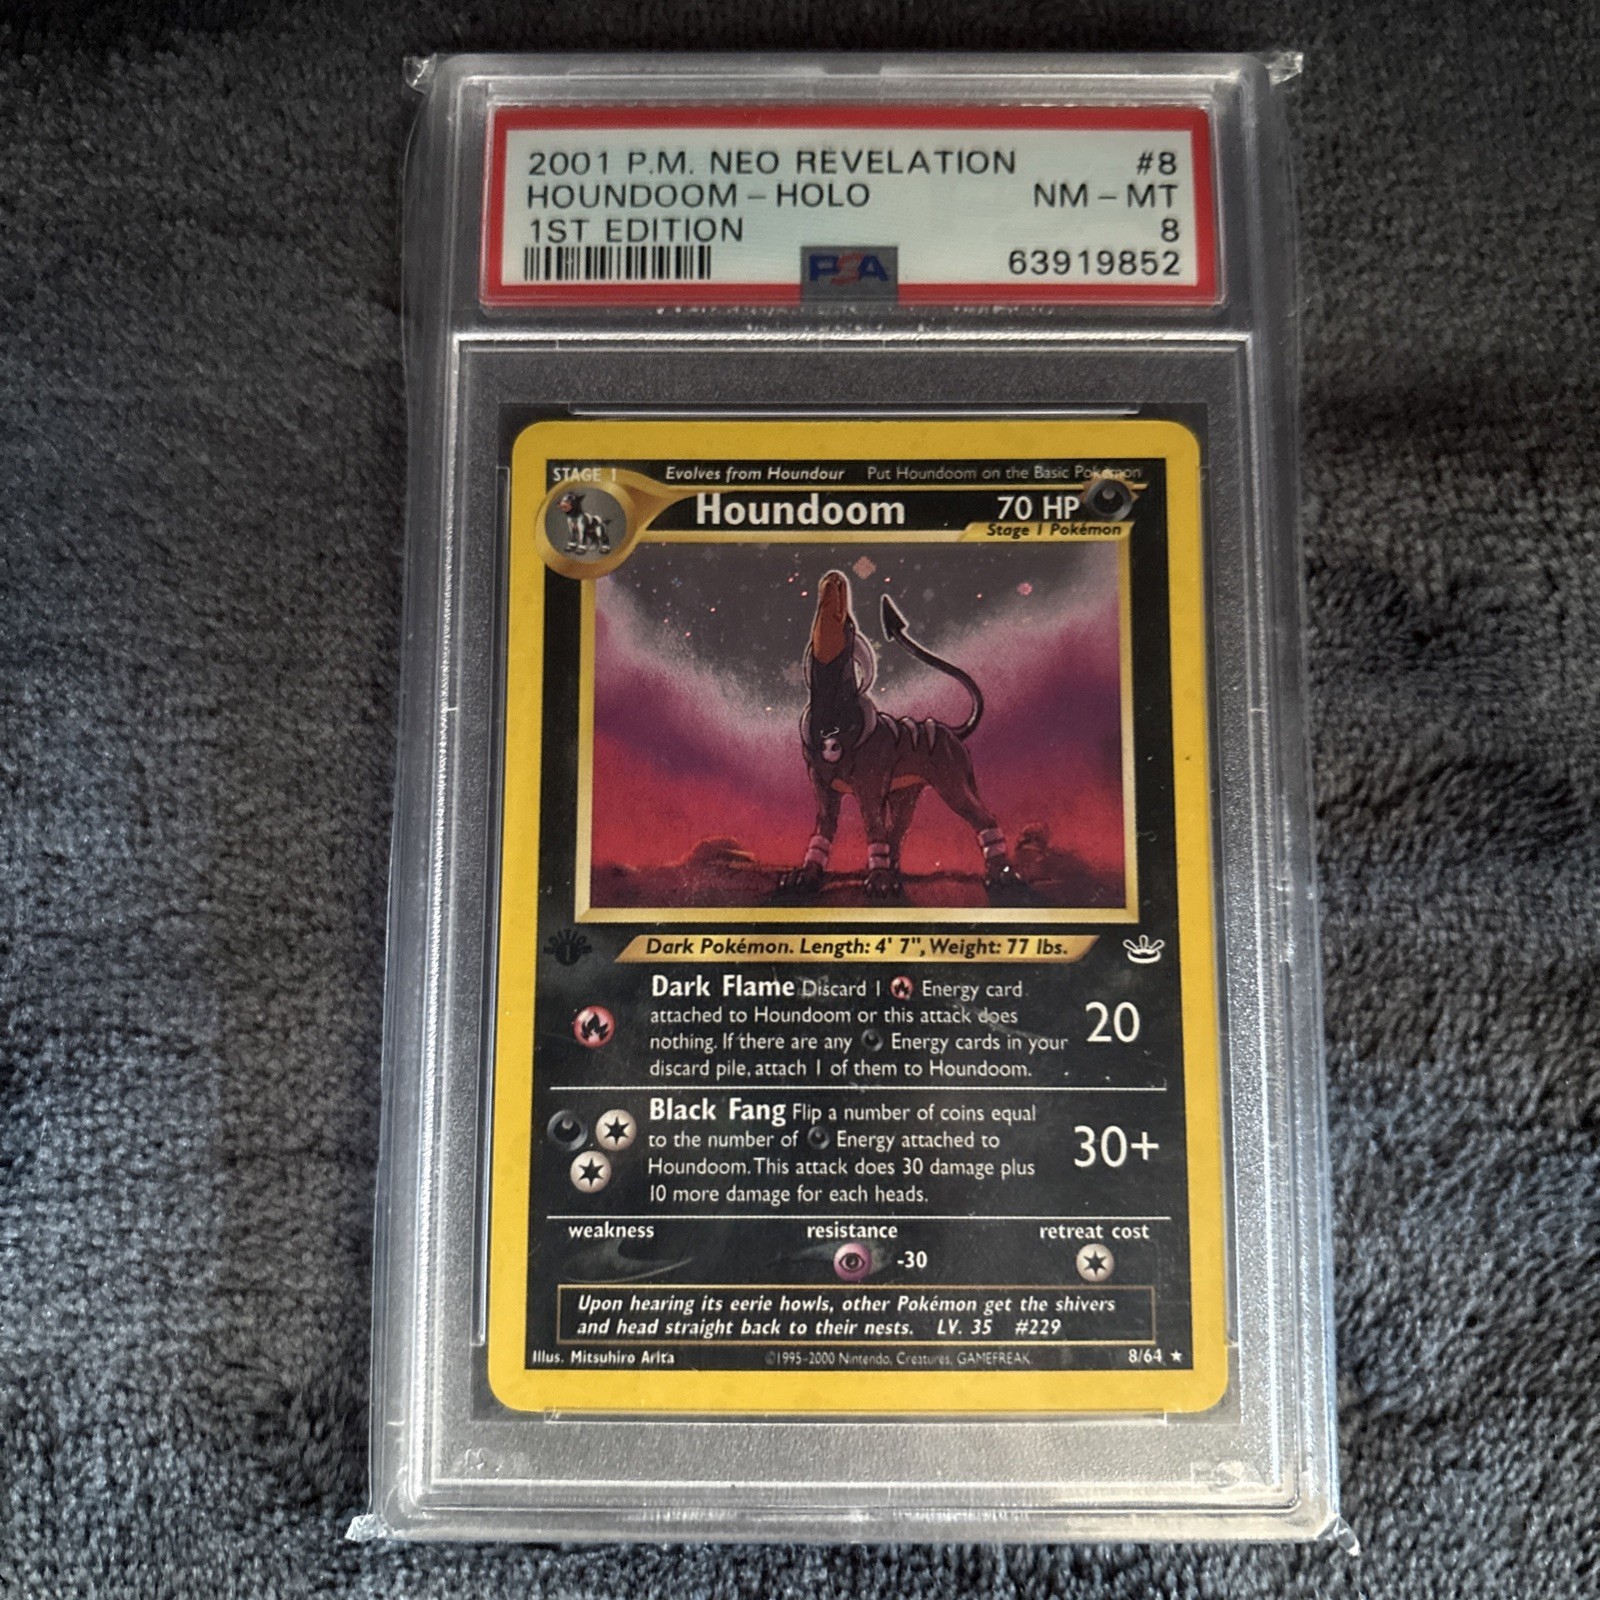 2001 P.M. NEO REVELATION #8
HOUNDOOM – HOLO NM – MT
1ST EDITION 8
PSA 63919852
STAGE 1 Evolves from Houndour Put Houndoom on the Basic Pokémon
Houndoom 70 HP
Stage 1 Pokémon
Dark Pokémon. Length: 4' 7", Weight: 77 lbs.
Dark Flame Discard 1 Energy card
attached to Houndoom or this attack does
nothing. If there are any Energy cards in your
discard pile, attach 1 of them to Houndoom.
20
Black Fang Flip a number of coins equal
to the number of Energy attached to
Houndoom. This attack does 30 damage plus
10 more damage for each heads.
30+
weakness resistance retreat cost
-30
Upon hearing its eerie howls, other Pokémon get the shivers
and head straight back to their nests. LV. 35 #229
Illus. Mitsuhiro Arita ©1995-2000 Nintendo, Creatures, GAMEFREAK. 8/64 ★